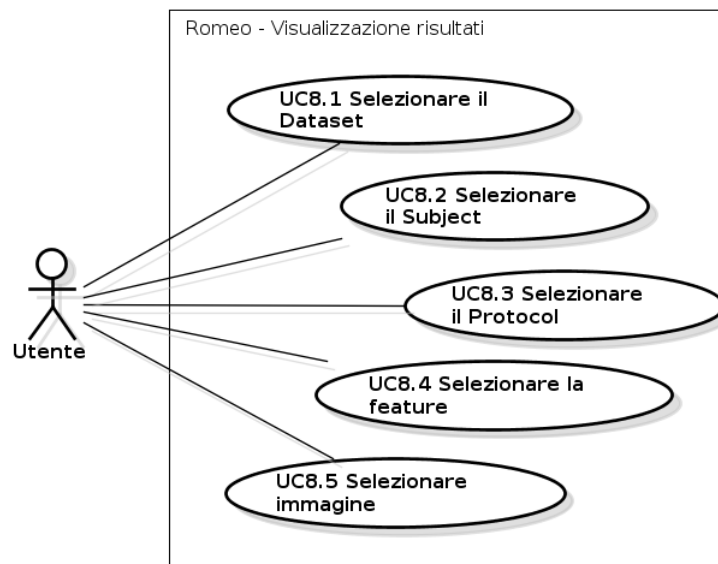 Romeo - Visualizzazione risultati
UC8.1 Selezionare il
Dataset
UC8.2 Selezionare
il Subject
UC8.3 Selezionare
il Protocol
Utente
UC8.4 Selezionare la
feature
UC8.5 Selezionare
immagine